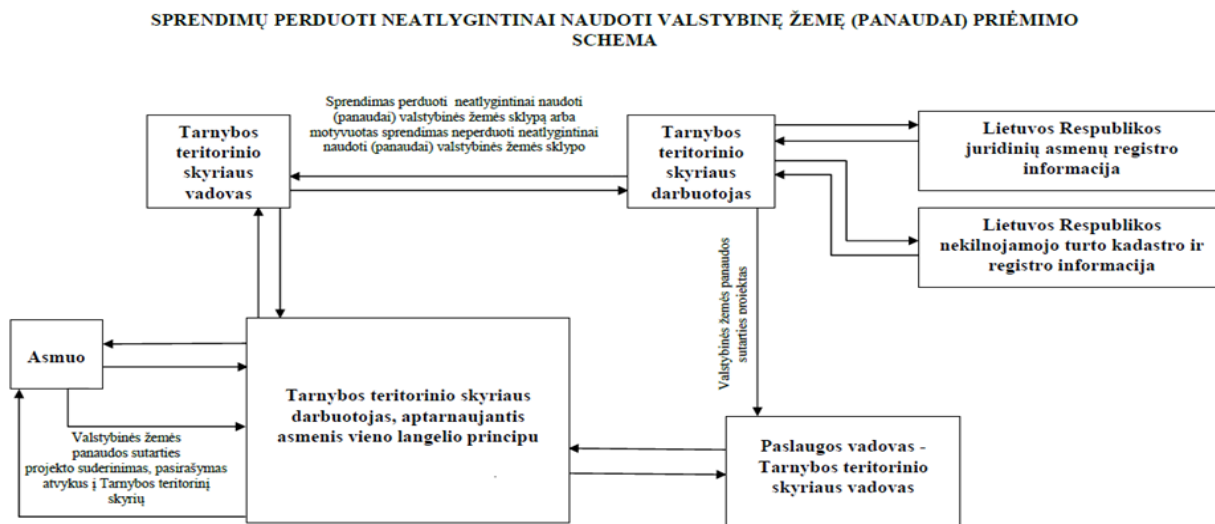 SPRENDIMŲ PERDUOTI NEATLYGINTINAI NAUDOTI VALSTYBINĘ ŽEMĘ (PANAUDAI) PRIĖMIMO
SCHEMA
Sprendimas perduoti neatlygintinai naudoti
(panaudai) valstybinės žemės sklypą arba
motyvuotas sprendimas neperduoti neatlygintinai
naudoti (panaudai) valstybinės žemės sklypo
Tarnybos
teritorinio
skyriaus
vadovas
Tarnybos
teritorinio
skyriaus
darbuotojas
Lietuvos Respublikos
juridinių asmenų registro
informacija
Lietuvos Respublikos
nekilnojamojo turto kadastro ir
registro informacija
Valstybinės žemės panaudos
sutarties projektas
Asmuo
Tarnybos teritorinio skyriaus
darbuotojas, aptarnaujantis
asmenis vieno langelio principu
Valstybinės žemės
panaudos sutarties
projekto suderinimas, pasirašymas
atvykus į Tarnybos teritorinį
skyrių
Paslaugos vadovas -
Tarnybos teritorinio
skyriaus vadovas